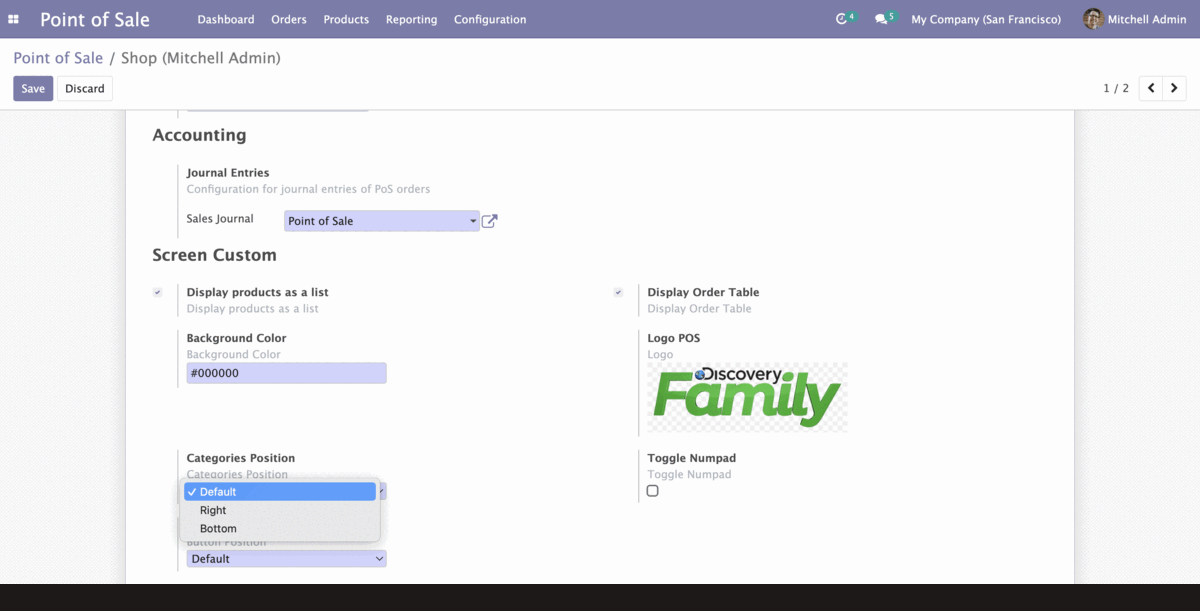 Point of Sale Dashboard Orders Products Reporting Configuration 4 5 My Company (San Francisco) Mitchell Admin
Point of Sale / Shop (Mitchell Admin)
Save Discard 1 / 2
Accounting
Journal Entries
Configuration for journal entries of PoS orders
Sales Journal Point of Sale
Screen Custom
Display products as a list
Display products as a list
Display Order Table
Display Order Table
Background Color
Background Color
#000000
Logo POS
Logo
Discovery
Family
Categories Position
Categories Position
Default
Right
Bottom
Toggle Numpad
Toggle Numpad
Button Position
Default